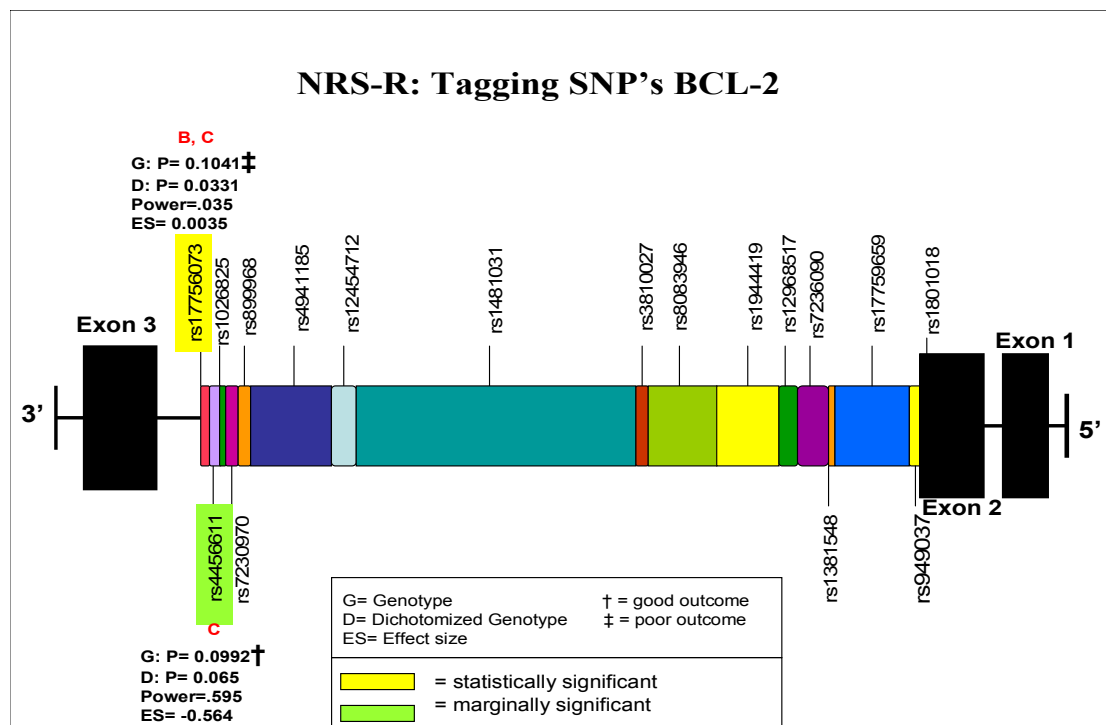 NRS-R: Tagging SNP's BCL-2
B, C
G: P= 0.1041‡
D: P= 0.0331
Power=.035
ES= 0.0035
rs17756073
rs1026825
rs899968
rs4941185
rs12454712
rs1481031
rs3810027
rs8083946
rs1944419
rs12968517
rs7236090
rs17759659
rs1801018
Exon 3
Exon 1
3’
5’
Exon 2
rs4456611
rs7230970
rs1381548
rs949037
C
G: P= 0.0992†
D: P= 0.065
Power=.595
ES= -0.564
G= Genotype † = good outcome
D= Dichotomized Genotype ‡ = poor outcome
ES= Effect size
= statistically significant
= marginally significant